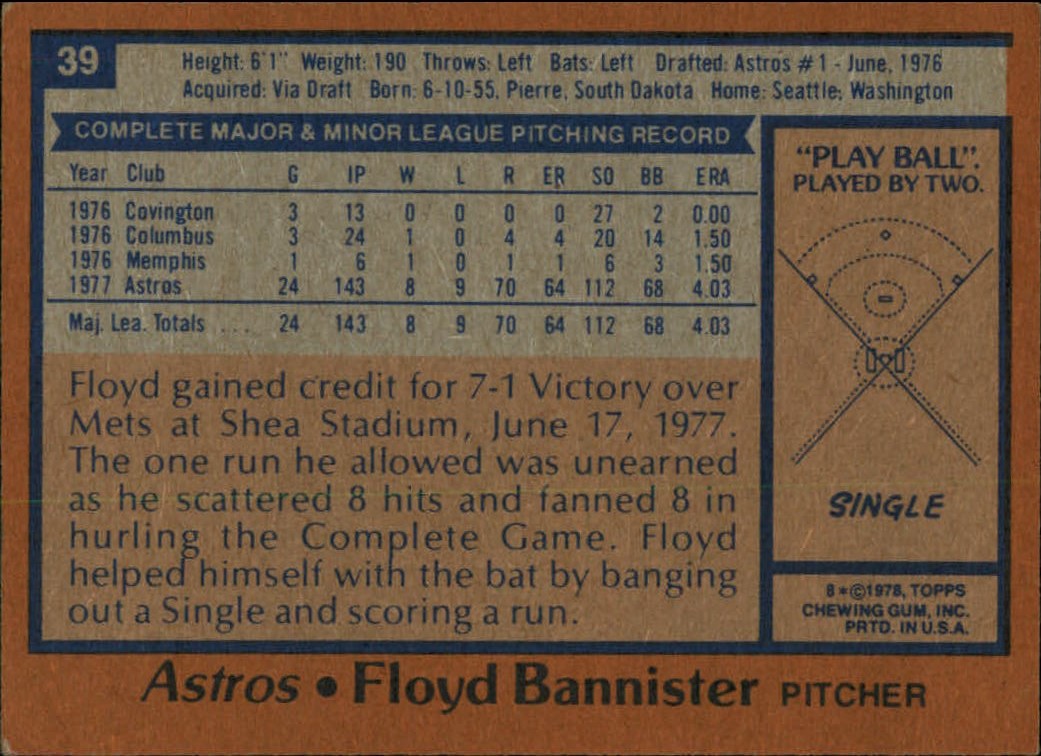 39
Height: 6'1" Weight: 190 Throws: Left Bats: Left Drafted: Astros #1 - June, 1976
Acquired: Via Draft Born: 6-10-55, Pierre, South Dakota Home: Seattle, Washington
COMPLETE MAJOR & MINOR LEAGUE PITCHING RECORD
Year Club G IP W L R ER SO BB ERA
1976 Covington 3 13 0 0 0 0 27 2 0.00
1976 Columbus 3 24 1 0 4 4 20 14 1.50
1976 Memphis 1 6 1 0 1 1 6 3 1.50
1977 Astros 24 143 8 9 70 64 112 68 4.03
Maj. Lea. Totals ... 24 143 8 9 70 64 112 68 4.03
Floyd gained credit for 7-1 Victory over
Mets at Shea Stadium, June 17, 1977.
The one run he allowed was unearned
as he scattered 8 hits and fanned 8 in
hurling the Complete Game. Floyd
helped himself with the bat by banging
out a Single and scoring a run.
"PLAY BALL".
PLAYED BY TWO.
SINGLE
8*©1978, TOPPS
CHEWING GUM, INC.
PRTD. IN U.S.A.
Astros • Floyd Bannister PITCHER